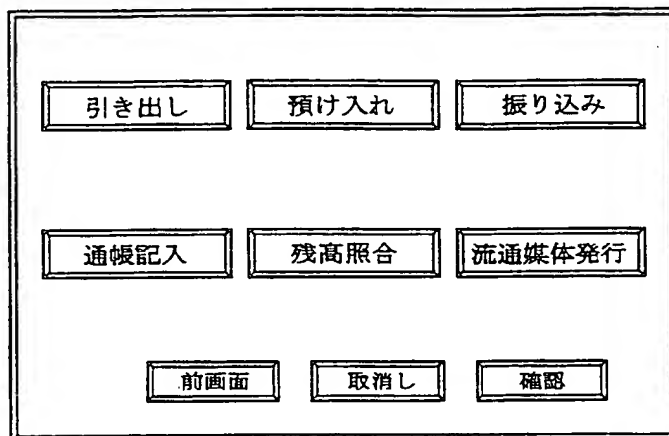 引き出し 預け入れ 振り込み
通帳記入 残高照合 流通媒体発行
前画面 取消し 確認